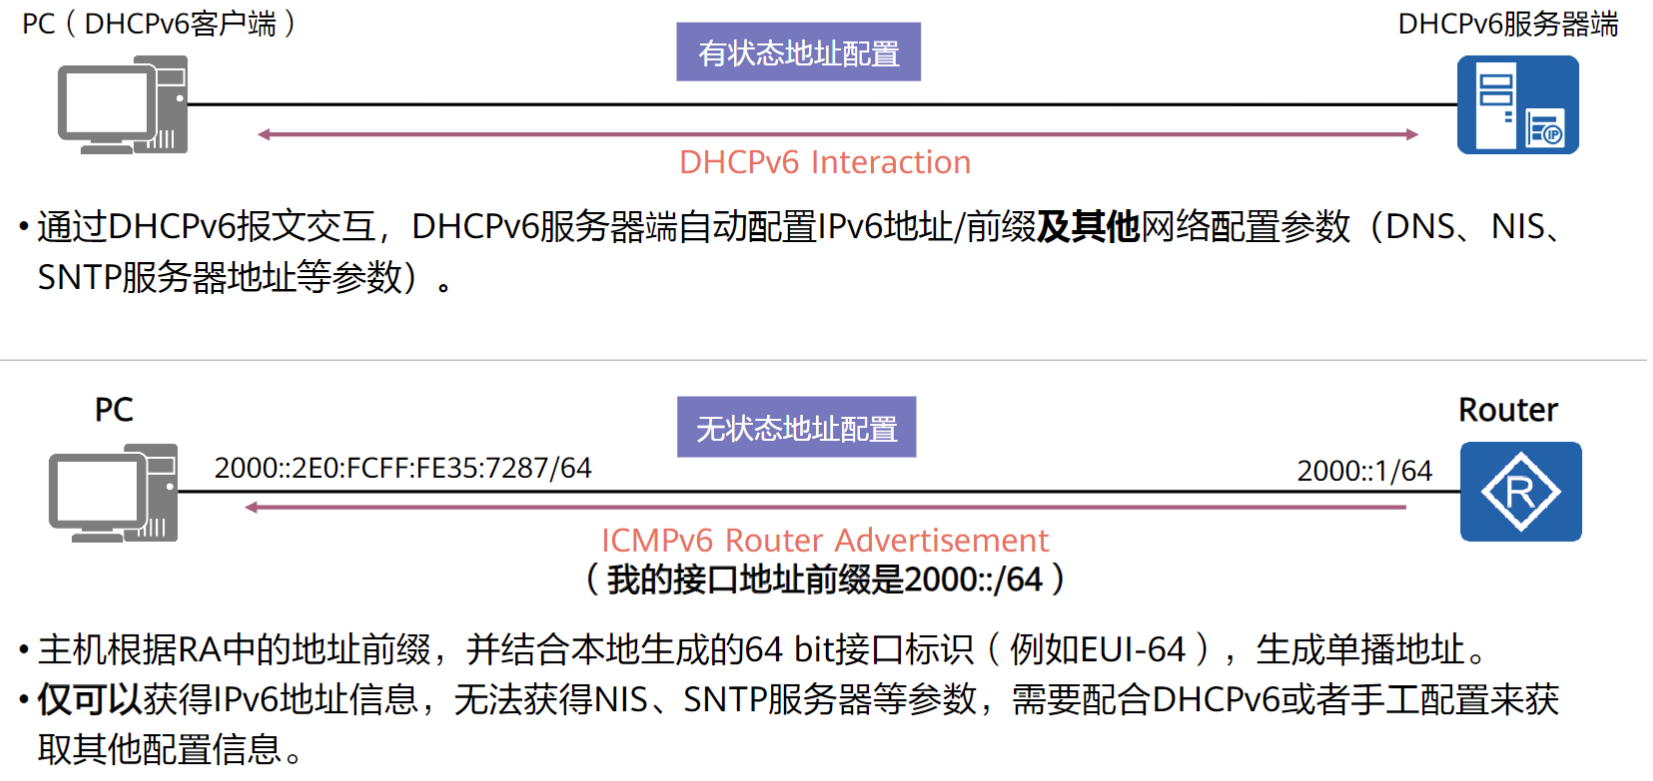 PC（DHCPv6客户端）
DHCPv6服务器端
有状态地址配置
IP
DHCPv6 Interaction
• 通过DHCPv6报文交互，DHCPv6服务器端自动配置IPv6地址/前缀及其他网络配置参数（DNS、NIS、
SNTP服务器地址等参数）。
PC
无状态地址配置
Router
2000::2E0:FCFF:FE35:7287/64
2000::1/64
R
ICMPv6 Router Advertisement
（我的接口地址前缀是2000::/64）
• 主机根据RA中的地址前缀，并结合本地生成的64 bit接口标识（例如EUI-64），生成单播地址。
• 仅可以获得IPv6地址信息，无法获得NIS、SNTP服务器等参数，需要配合DHCPv6或者手工配置来获
取其他配置信息。